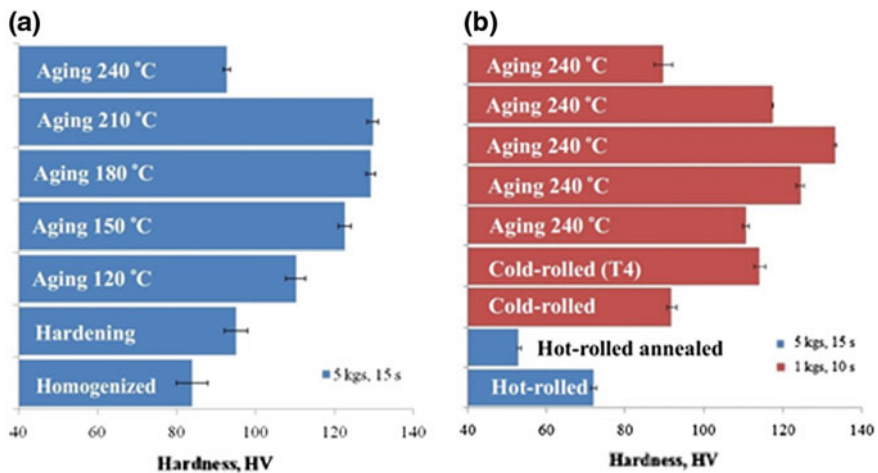 (a)
Aging 240 °C
Aging 210 °C
Aging 180 °C
Aging 150 °C
Aging 120 °C
Hardening
Homogenized
5 kgs, 15 s
40 60 80 100 120 140
Hardness, HV
(b)
Aging 240 °C
Aging 240 °C
Aging 240 °C
Aging 240 °C
Aging 240 °C
Cold-rolled (T4)
Cold-rolled
Hot-rolled annealed
Hot-rolled
5 kgs, 15 s
1 kgs, 10 s
40 60 80 100 120 140
Hardness, HV